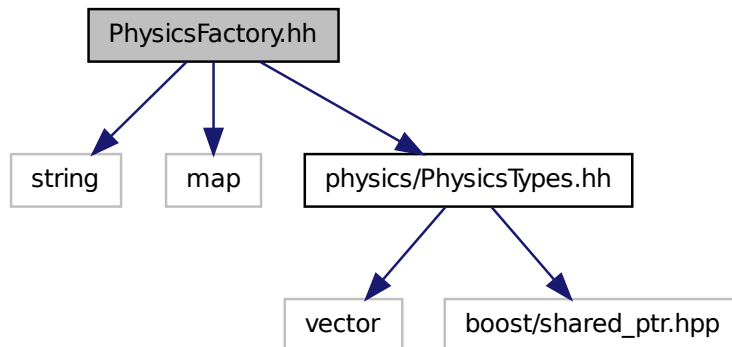 PhysicsFactory.hh
string
map
physics/PhysicsTypes.hh
vector
boost/shared_ptr.hpp